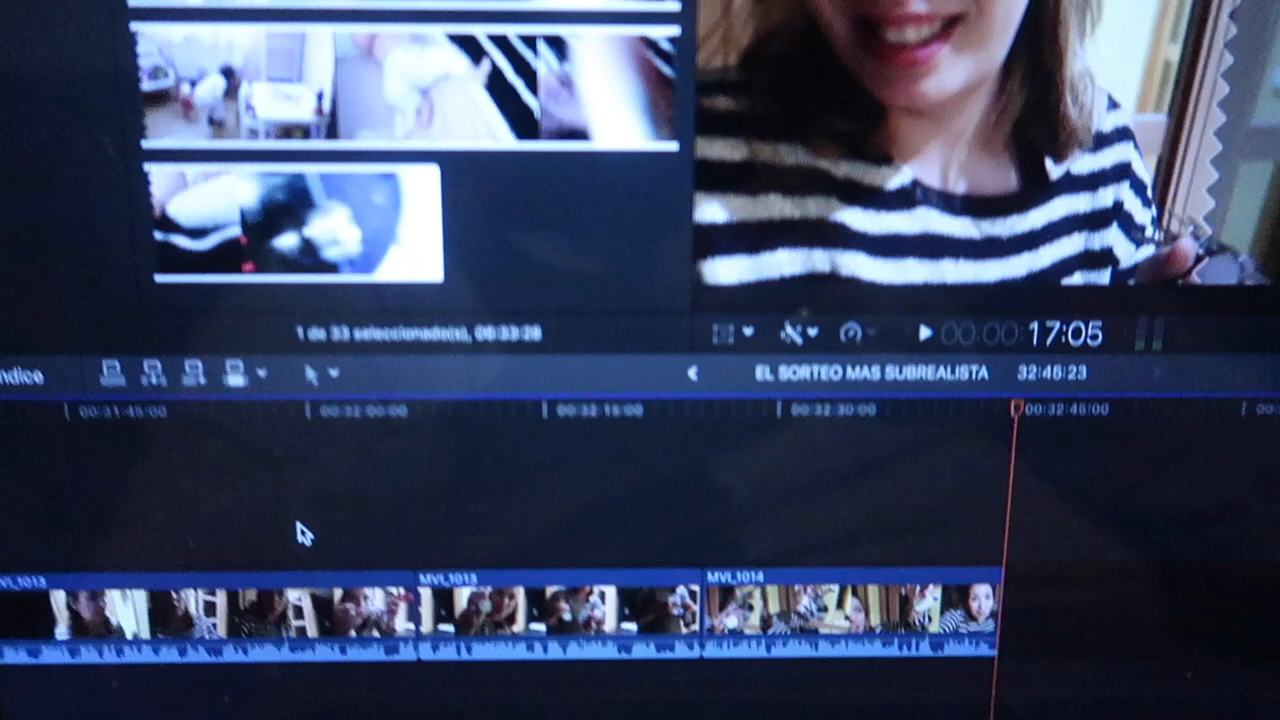 1 de 33 seleccionado(s), 08:33:28
00:00:17:05
ndice
EL SORTEO MAS SUBREALISTA 32:46:23
00:31:45:00 00:32:00:00 00:32:15:00 00:32:30:00 00:32:45:00 00:
MVI_1013 MVI_1013 MVI_1014